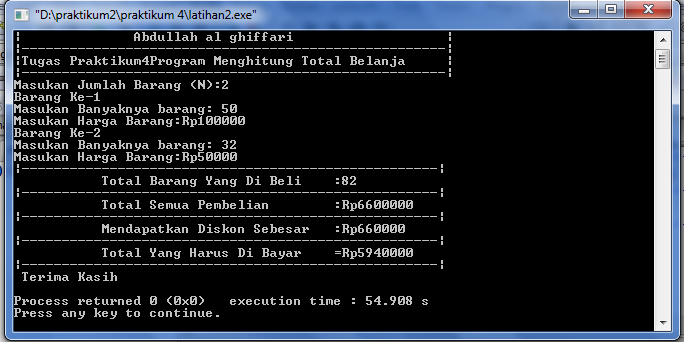 "D:\praktikum2\praktikum 4\latihan2.exe"
¦ Abdullah al ghiffari ¦
¦---------------------------------------------------¦
¦Tugas Praktikum4Program Menghitung Total Belanja ¦
¦---------------------------------------------------¦
Masukan Jumlah Barang (N):2
Barang Ke-1
Masukan Banyaknya barang: 50
Masukan Harga Barang:Rp100000
Barang Ke-2
Masukan Banyaknya barang: 32
Masukan Harga Barang:Rp50000
¦--------------------------------------------------¦
Total Barang Yang Di Beli :82
¦--------------------------------------------------¦
Total Semua Pembelian :Rp6600000
¦--------------------------------------------------¦
Mendapatkan Diskon Sebesar :Rp660000
¦--------------------------------------------------¦
Total Yang Harus Di Bayar =Rp5940000
¦--------------------------------------------------¦
Terima Kasih
Process returned 0 (0x0) execution time : 54.908 s
Press any key to continue.